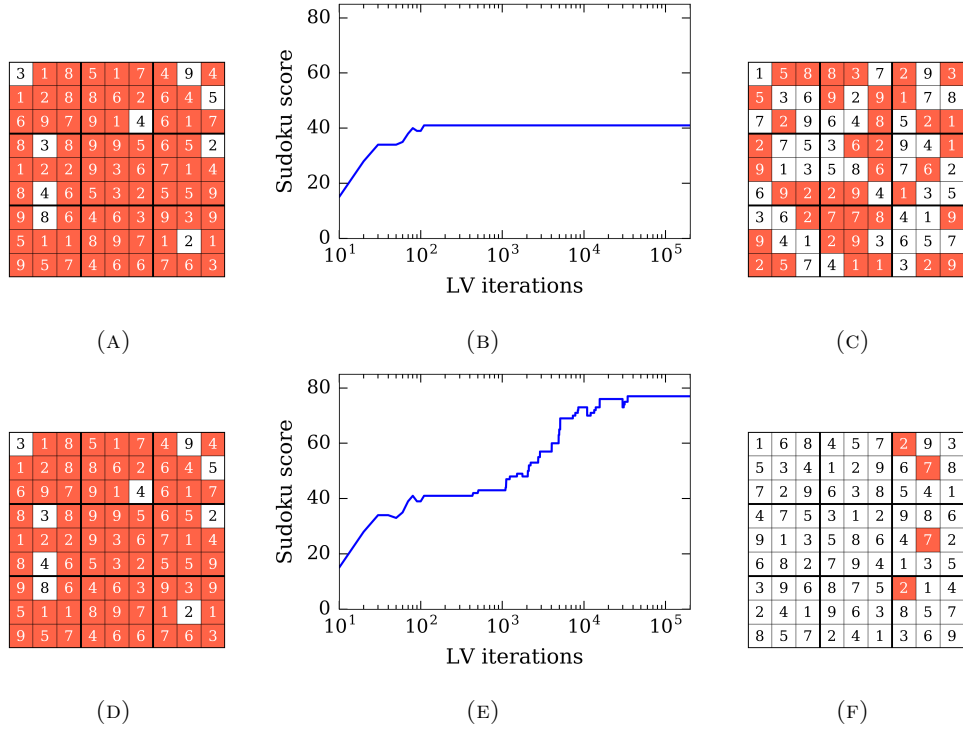 3 1 8 5 1 7 4 9 4
1 2 8 8 6 2 6 4 5
6 9 7 9 1 4 6 1 7
8 3 8 9 9 5 6 5 2
1 2 2 9 3 6 7 1 4
8 4 6 5 3 2 5 5 9
9 8 6 4 6 3 9 3 9
5 1 1 8 9 7 1 2 1
9 5 7 4 6 6 7 6 3
(A)
80
60
40
20
0
Sudoku score
10^1 10^2 10^3 10^4 10^5
LV iterations
(B)
1 5 8 8 3 7 2 9 3
5 3 6 9 2 9 1 7 8
7 2 9 6 4 8 5 2 1
2 7 5 3 6 2 9 4 1
9 1 3 5 8 6 7 6 2
6 9 2 2 9 4 1 3 5
3 6 2 7 7 8 4 1 9
9 4 1 2 9 3 6 5 7
2 5 7 4 1 1 3 2 9
(C)
3 1 8 5 1 7 4 9 4
1 2 8 8 6 2 6 4 5
6 9 7 9 1 4 6 1 7
8 3 8 9 9 5 6 5 2
1 2 2 9 3 6 7 1 4
8 4 6 5 3 2 5 5 9
9 8 6 4 6 3 9 3 9
5 1 1 8 9 7 1 2 1
9 5 7 4 6 6 7 6 3
(D)
80
60
40
20
0
Sudoku score
10^1 10^2 10^3 10^4 10^5
LV iterations
(E)
1 6 8 4 5 7 2 9 3
5 3 4 1 2 9 6 7 8
7 2 9 6 3 8 5 4 1
4 7 5 3 1 2 9 8 6
9 1 3 5 8 6 4 7 2
6 8 2 7 9 4 1 3 5
3 9 6 8 7 5 2 1 4
2 4 1 9 6 3 8 5 7
8 5 7 2 4 1 3 6 9
(F)